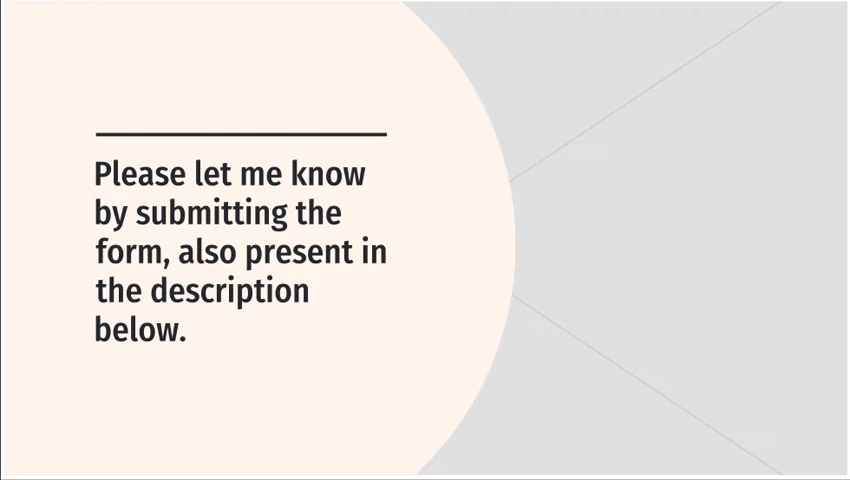 Please let me know
by submitting the
form, also present in
the description
below.